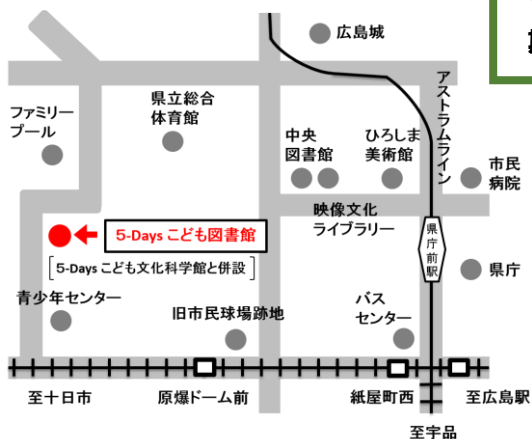 広島城
アストラムライン
県立総合
体育館
ファミリー
プール
中央
図書館
ひろしま
美術館
市民
病院
映像文化
ライブラリー
5-Days こども図書館
5-Days こども文化科学館と併設
県庁前駅
県庁
青少年センター
旧市民球場跡地
バス
センター
至十日市
原爆ドーム前
紙屋町西
至広島駅
至宇品